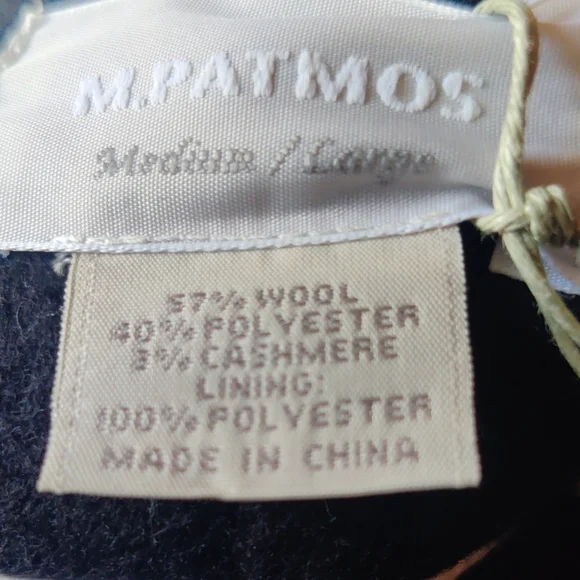 M.PATMOS
Medium / Large
57% WOOL
40% POLYESTER
3% CASHMERE
LINING:
100% POLYESTER
MADE IN CHINA